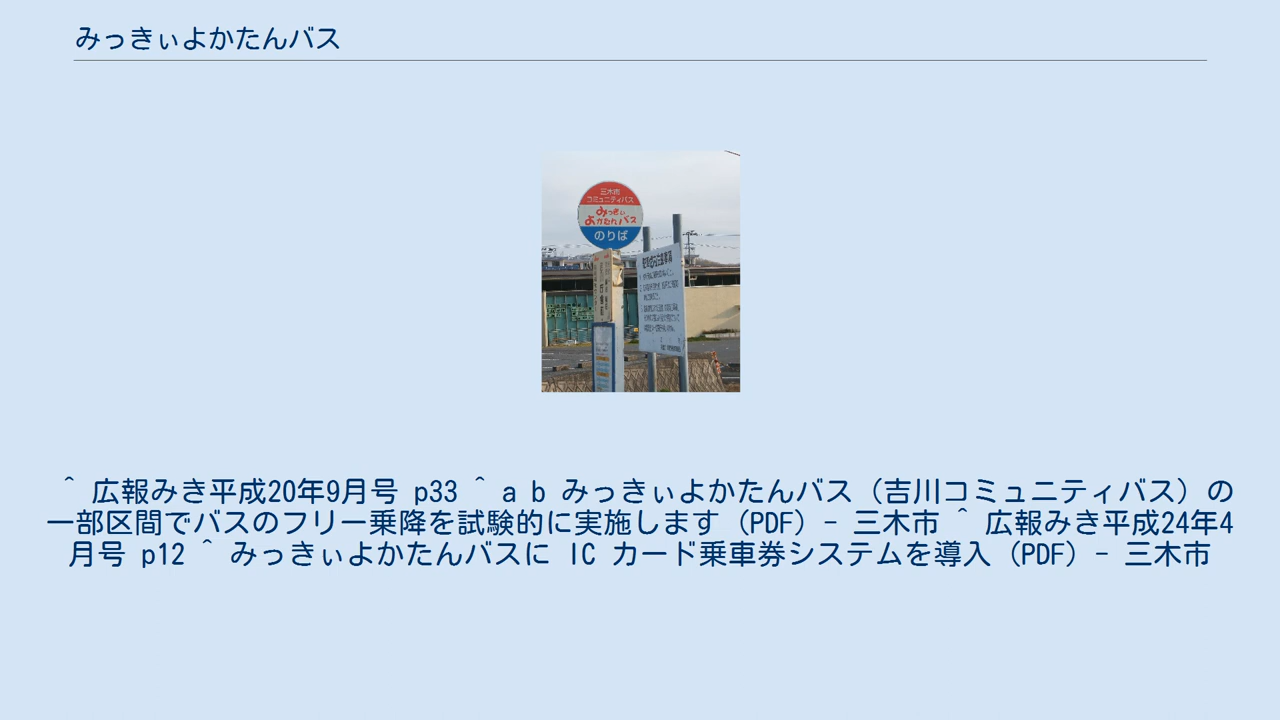 みっきぃよかたんバス
三木市
コミュニティバス
みっきぃ
よかたんバス
のりば
^ 広報みき平成20年9月号 p33 ^ a b みっきぃよかたんバス（吉川コミュニティバス）の
一部区間でバスのフリー乗降を試験的に実施します（PDF）- 三木市 ^ 広報みき平成24年4
月号 p12 ^ みっきぃよかたんバスに IC カード乗車券システムを導入（PDF）- 三木市